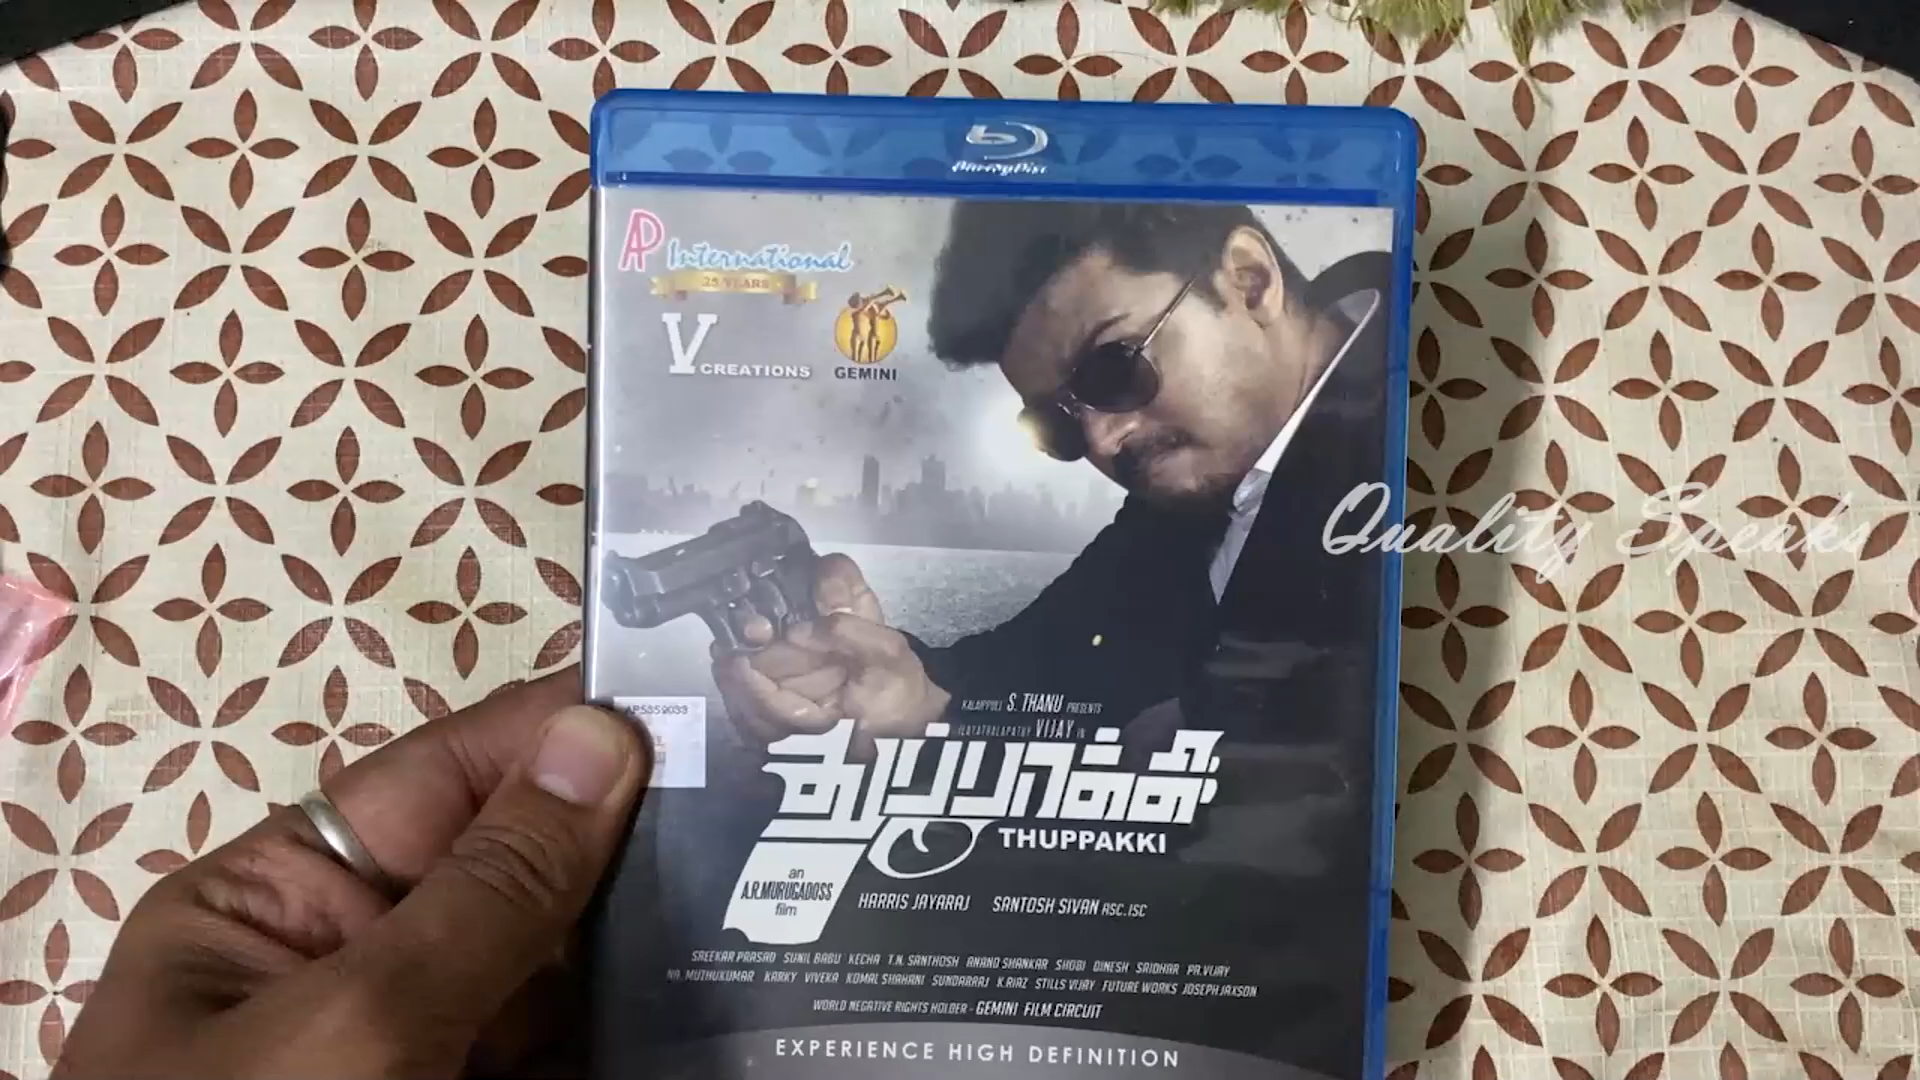 Blu-ray Disc
AP International
25 YEARS
V CREATIONS
GEMINI
Quality Speaks
AP5359033
KALAIPPULI S. THANU PRESENTS
ILAYATHALAPATHY VIJAY IN
துப்பாக்கி
THUPPAKKI
an
A.R.MURUGADOSS
film
HARRIS JAYARAJ SANTOSH SIVAN ASC.ISC
SREEKAR PRASAD SUNIL BABU KECHA T.N. SANTHOSH ANAND SHANKAR SHOBI DINESH SRIDHAR PA.VIJAY
NA. MUTHUKUMAR KARKY VIVEKA KOMAL SHAHANI SUNDARRAJ K.RIAZ STILLS VIJAY FUTURE WORKS JOSEPH JAXSON
WORLD NEGATIVE RIGHTS HOLDER - GEMINI FILM CIRCUIT
EXPERIENCE HIGH DEFINITION